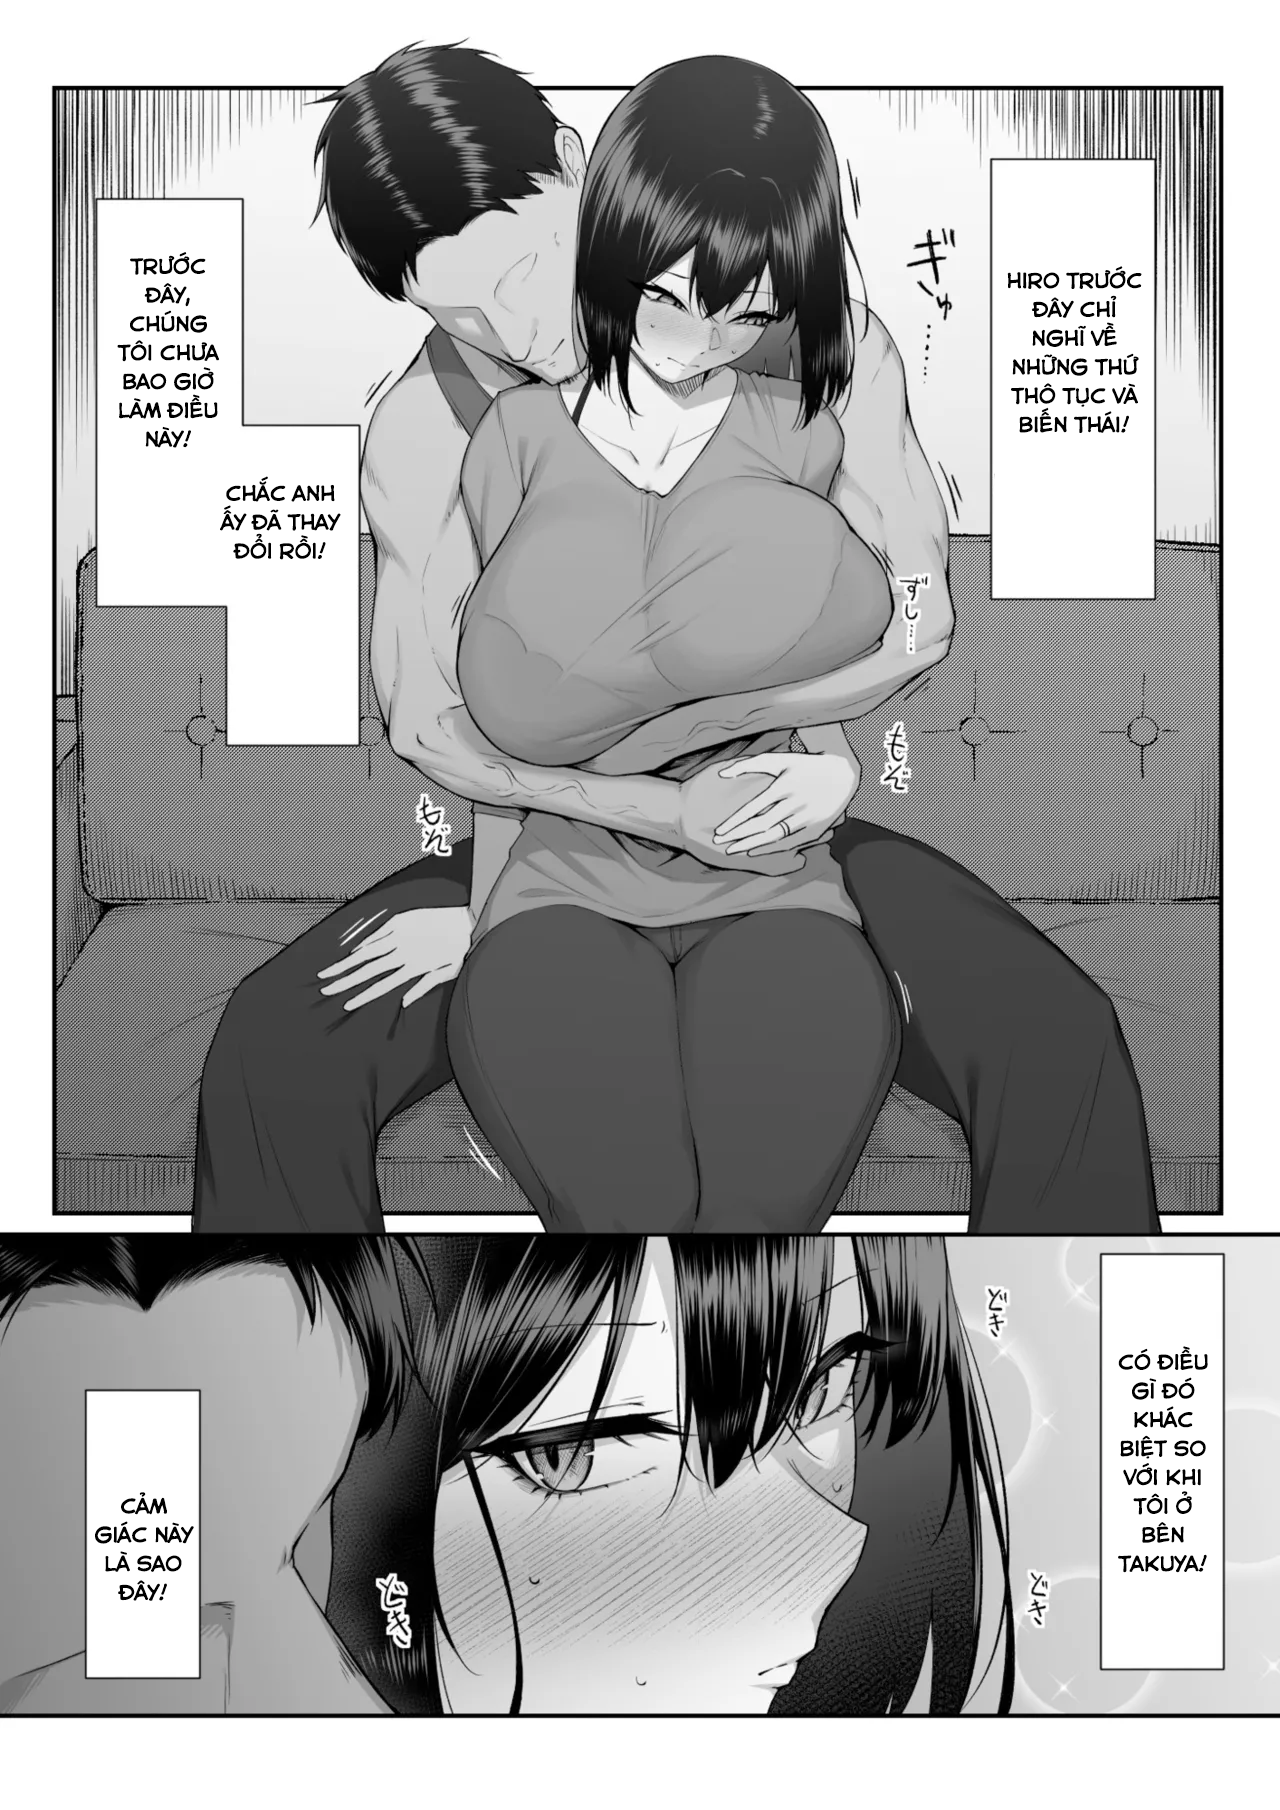 HIRO TRƯỚC
ĐÂY CHỈ
NGHĨ VỀ
NHỮNG THỨ
THÔ TỤC VÀ
BIẾN THÁI!
ギュ……
TRƯỚC
ĐÂY,
CHÚNG
TÔI CHƯA
BAO GIỜ
LÀM ĐIỀU
NÀY!
CHẮC ANH
ẤY ĐÃ THAY
ĐỔI RỒI!
ずし……
もぞ
もぞ
CÓ ĐIỀU
GÌ ĐÓ
KHÁC
BIỆT SO
VỚI KHI
TÔI Ở
BÊN
TAKUYA!
どき
どき
どき
CẢM
GIÁC NÀY
LÀ SAO
ĐÂY!